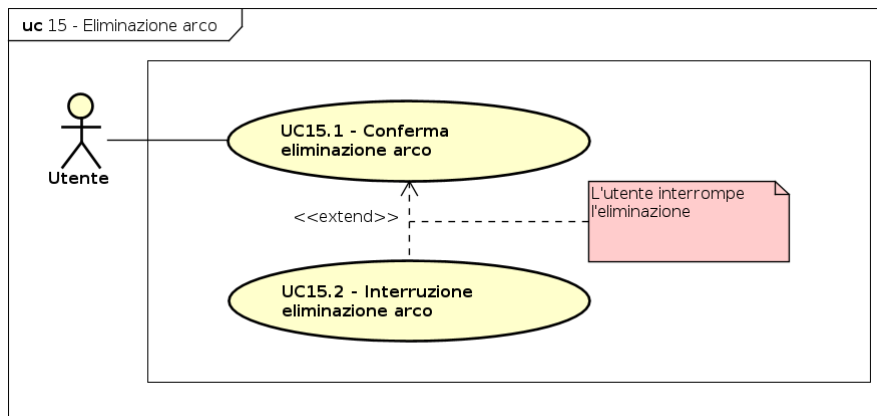 uc 15 - Eliminazione arco
Utente
UC15.1 - Conferma
eliminazione arco
<<extend>>
L'utente interrompe
l'eliminazione
UC15.2 - Interruzione
eliminazione arco